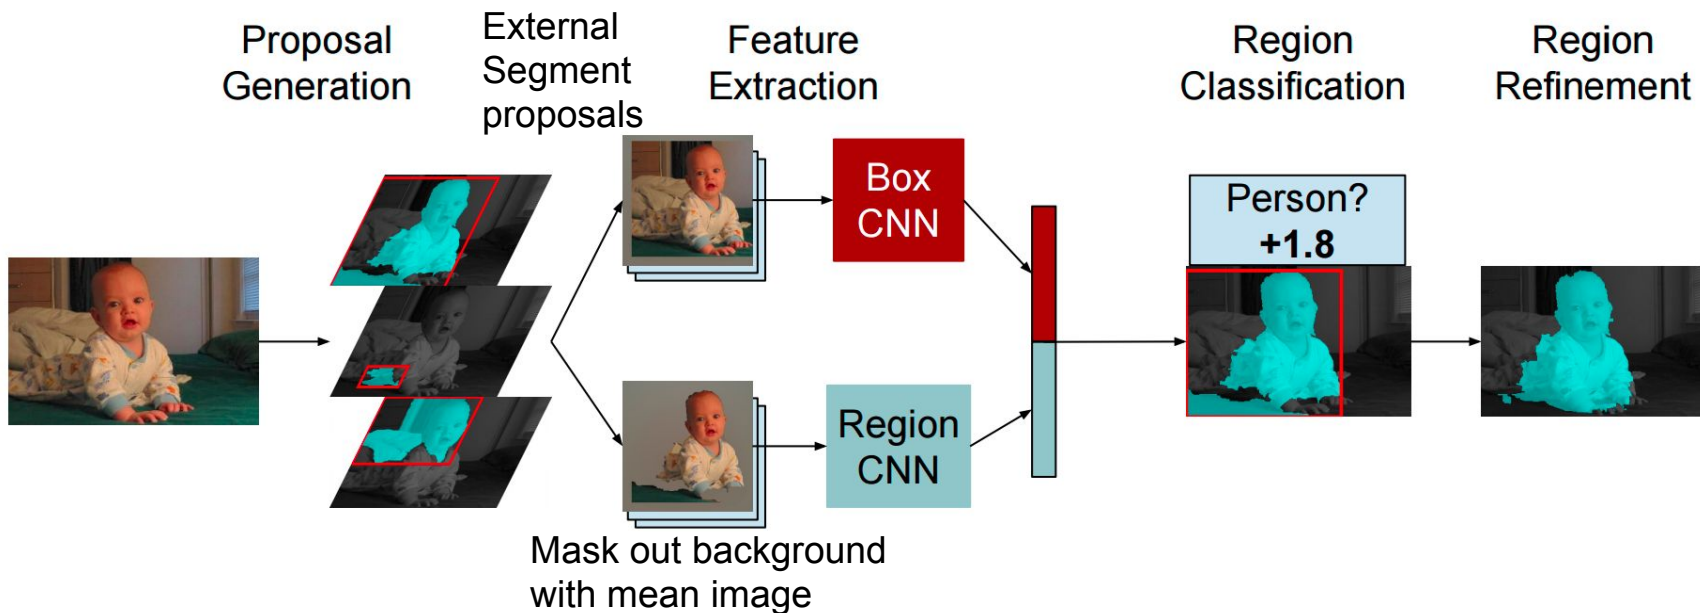 Proposal
Generation
External
Segment
proposals
Feature
Extraction
Region
Classification
Region
Refinement
Box
CNN
Person?
+1.8
Region
CNN
Mask out background
with mean image